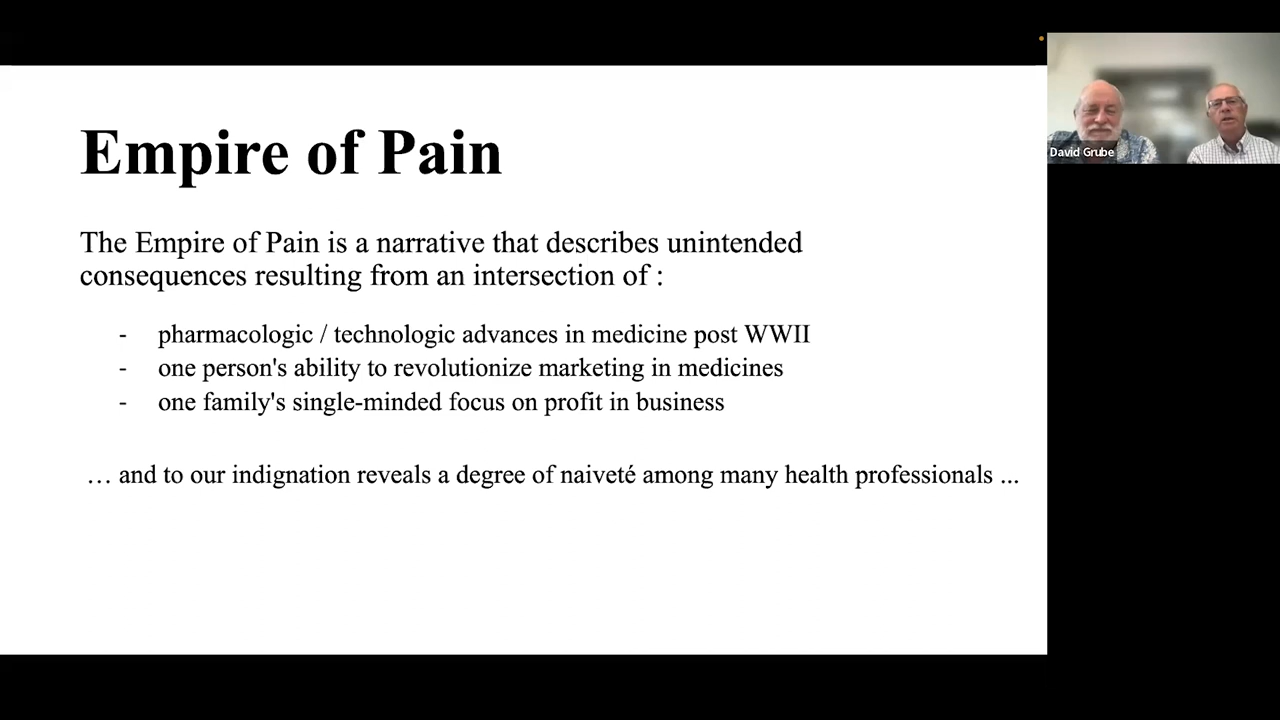 Empire of Pain
The Empire of Pain is a narrative that describes unintended
consequences resulting from an intersection of :
- pharmacologic / technologic advances in medicine post WWII
- one person's ability to revolutionize marketing in medicines
- one family's single-minded focus on profit in business
… and to our indignation reveals a degree of naiveté among many health professionals ...
David Grube